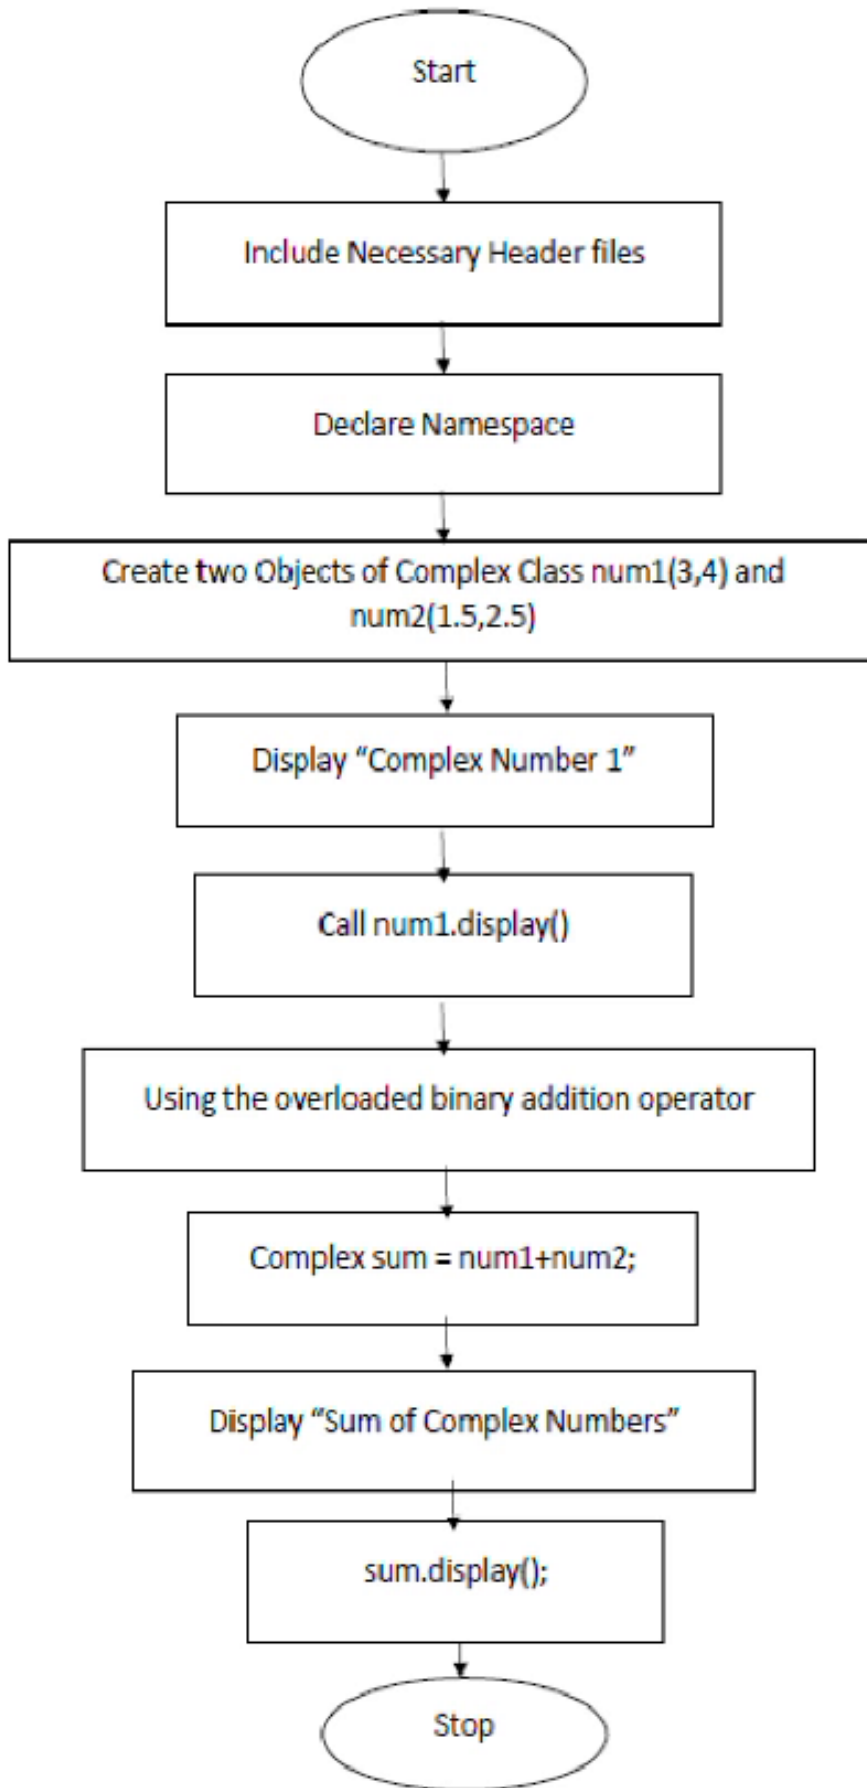 Start
Include Necessary Header files
Declare Namespace
Create two Objects of Complex Class num1(3,4) and
num2(1.5,2.5)
Display “Complex Number 1”
Call num1.display()
Using the overloaded binary addition operator
Complex sum = num1+num2;
Display “Sum of Complex Numbers”
sum.display();
Stop